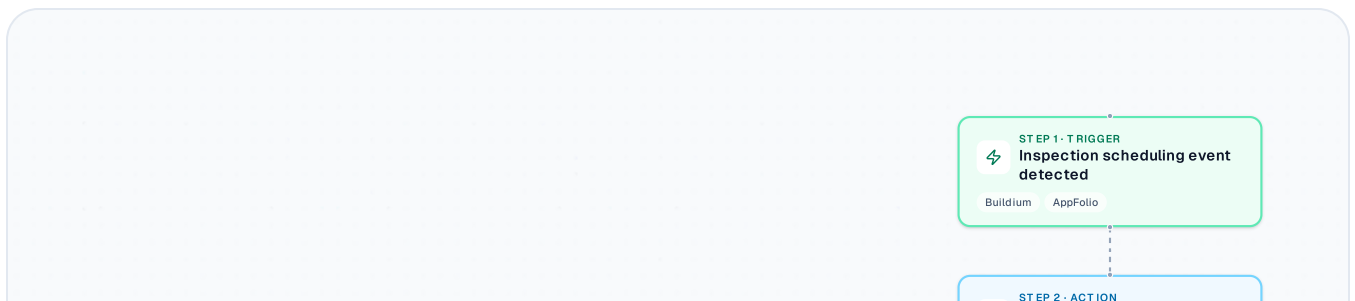 STEP 1 · TRIGGER
Inspection scheduling event
detected
Buildium AppFolio
STEP 2 · ACTION